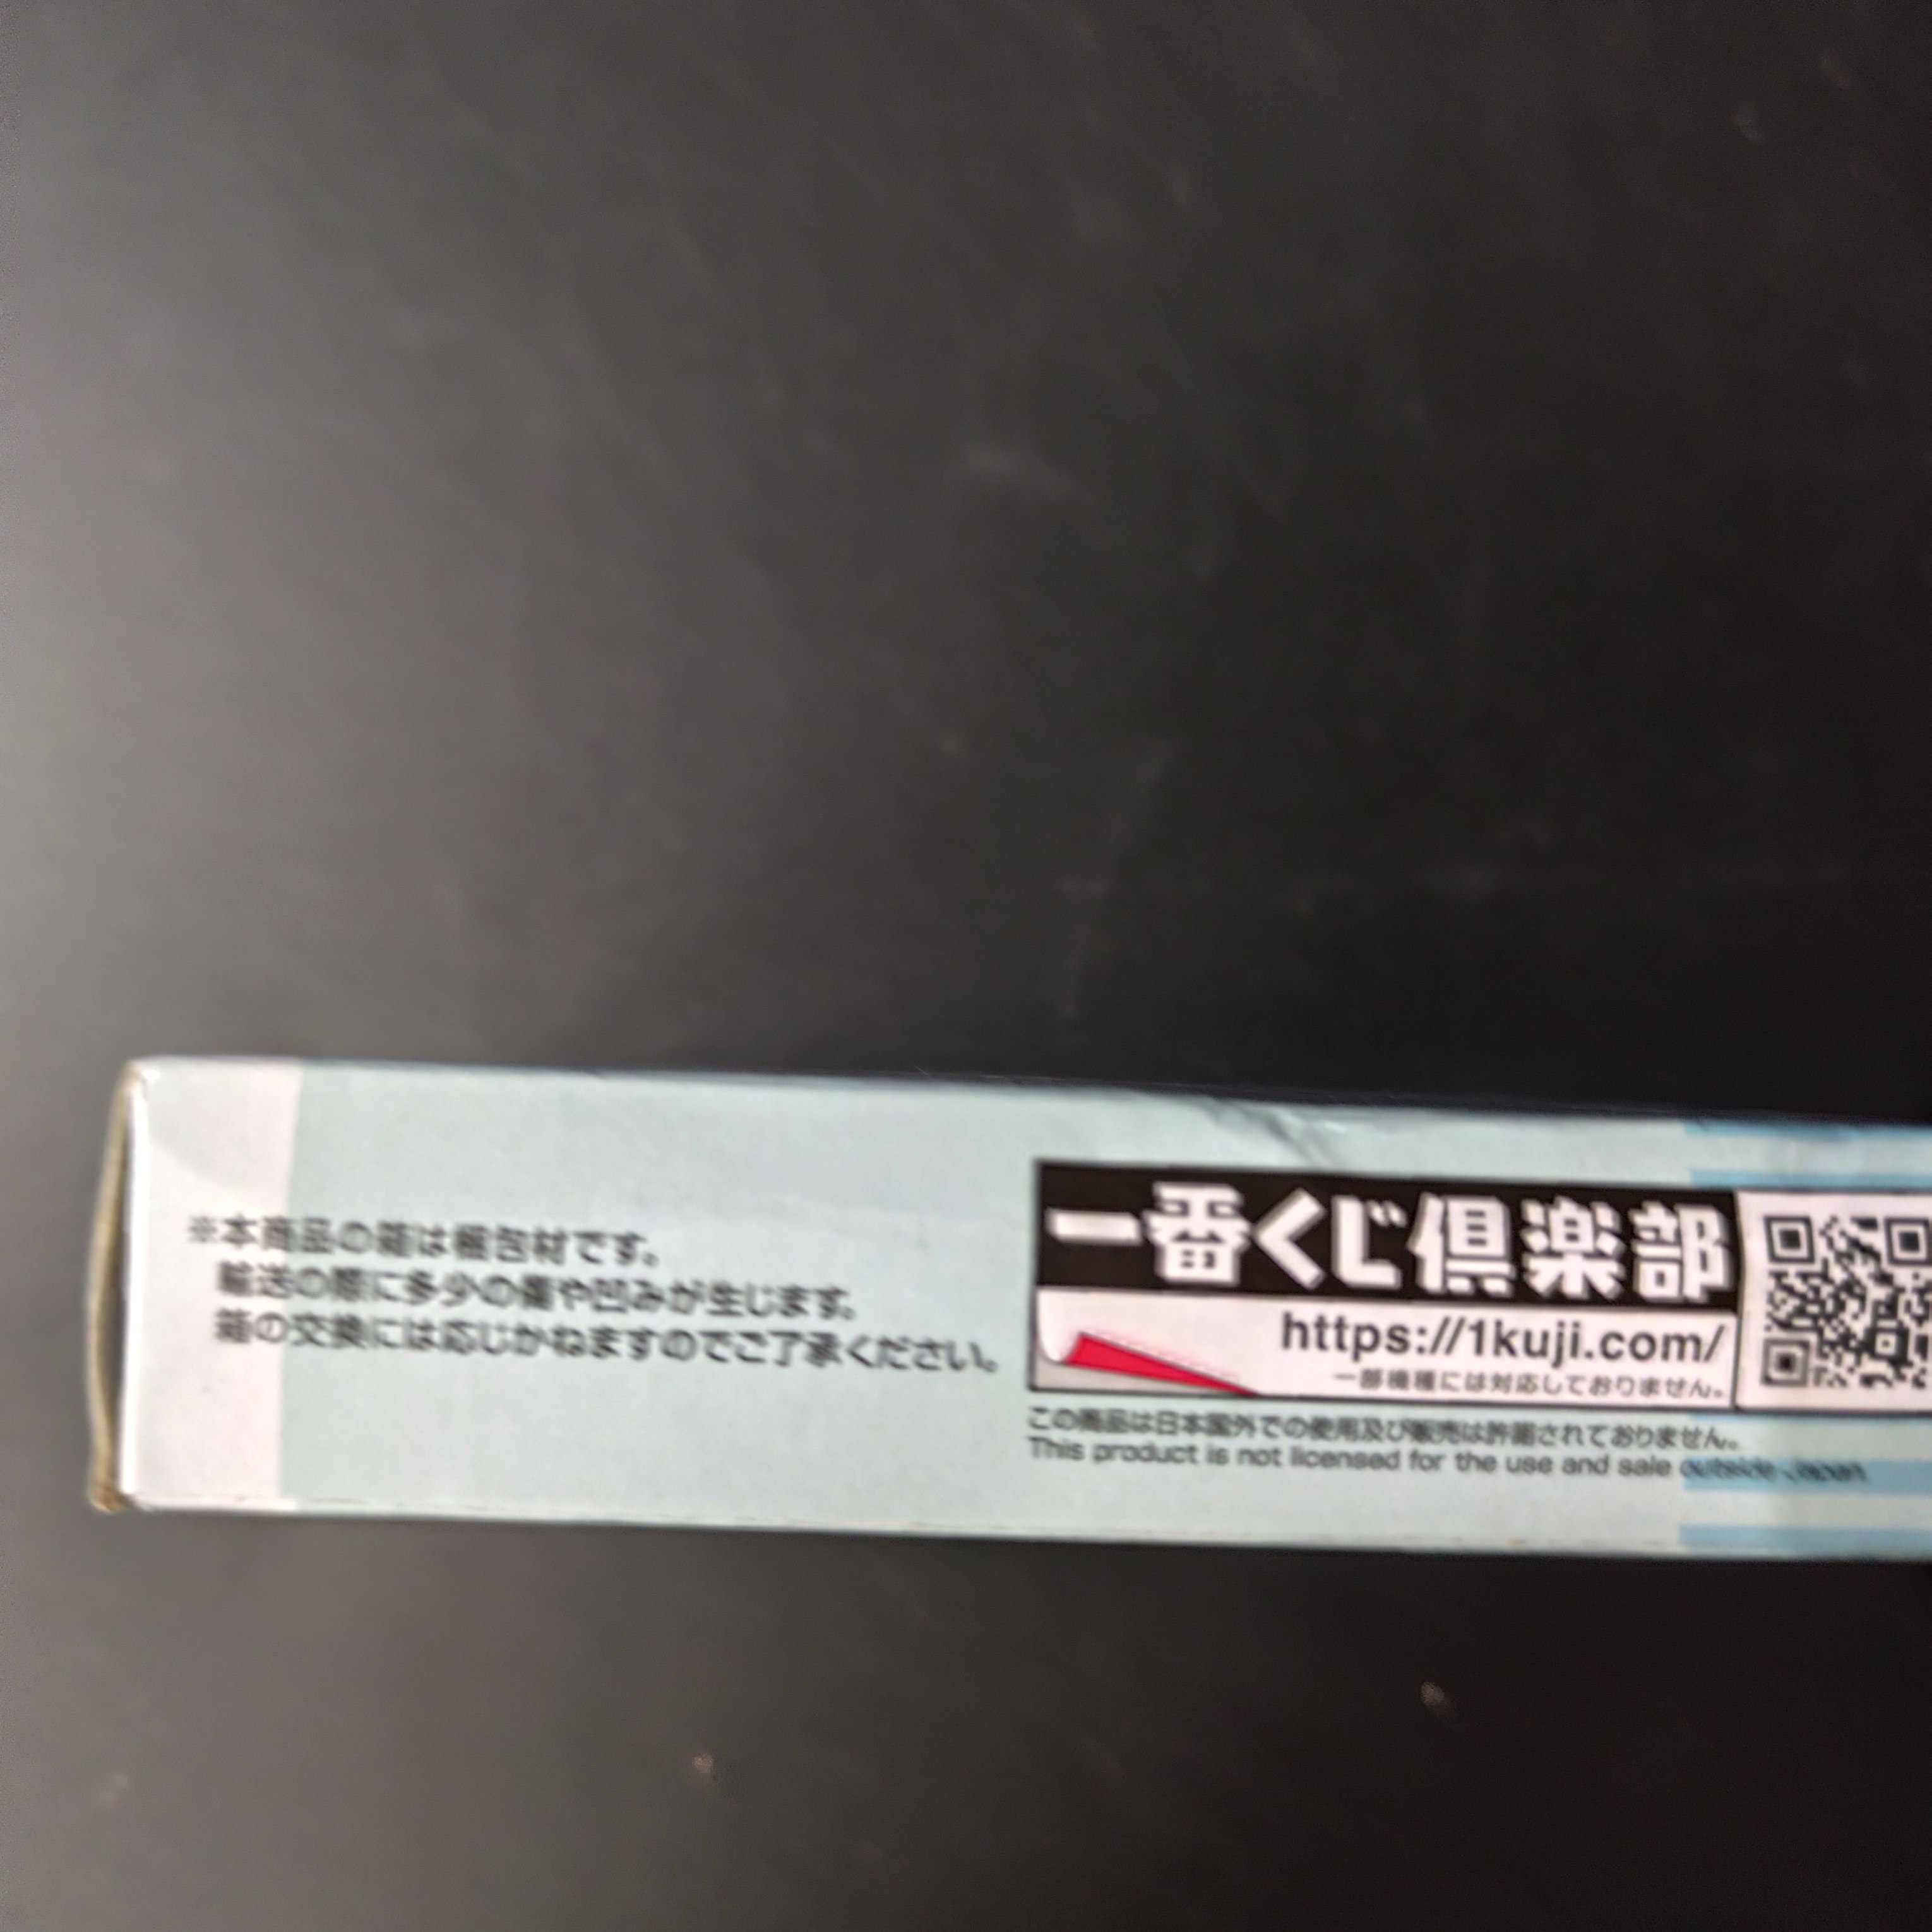 ※本商品の箱は梱包材です。
輸送の際に多少の傷や凹みが生じます。
箱の交換には応じかねますのでご了承ください。
一番くじ倶楽部
https://1kuji.com/
一部機種には対応しておりません。
この商品は日本国外での使用及び販売は許諾されておりません。
This product is not licensed for the use and sale outside Japan.